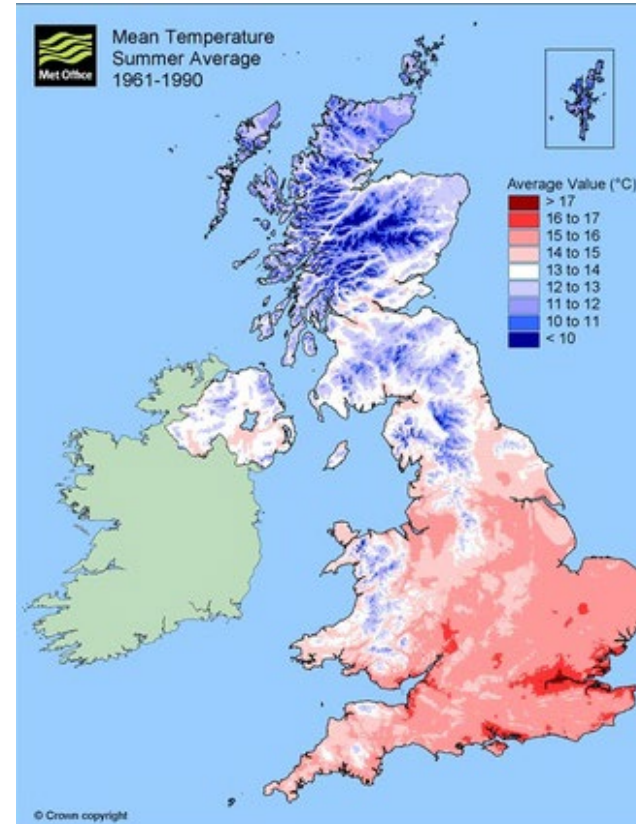 Met Office
Mean Temperature
Summer Average
1961-1990
Average Value (°C)
> 17
16 to 17
15 to 16
14 to 15
13 to 14
12 to 13
11 to 12
10 to 11
< 10
© Crown copyright